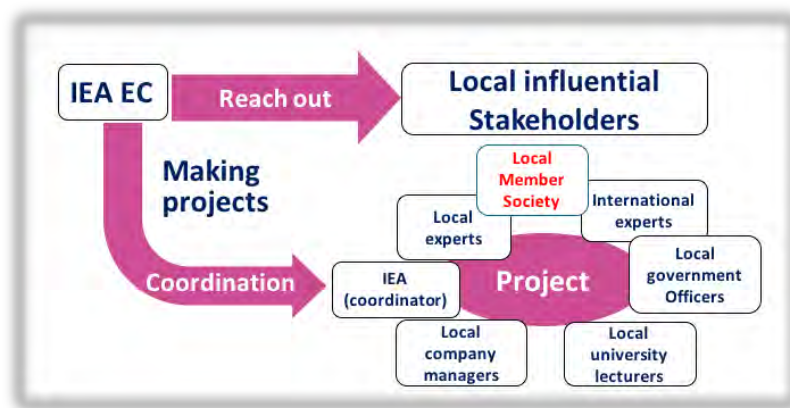 IEA EC
Reach out
Local influential
Stakeholders
Making
projects
Local
Member
Society
Local
experts
International
experts
Coordination
IEA
(coordinator)
Project
Local
government
Officers
Local
company
managers
Local
university
lecturers